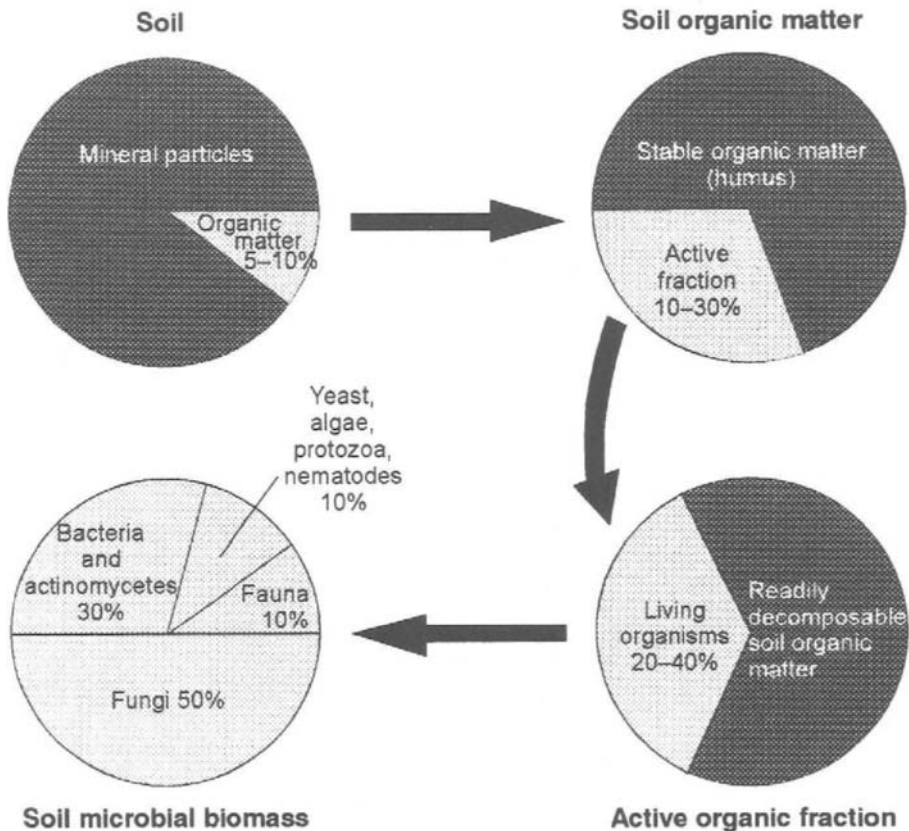 Soil
Mineral particles
Organic
matter
5–10%
Soil organic matter
Stable organic matter
(humus)
Active
fraction
10–30%
Yeast,
algae,
protozoa,
nematodes
10%
Bacteria
and
actinomycetes
30%
Fauna
10%
Fungi 50%
Soil microbial biomass
Living
organisms
20–40%
Readily
decomposable
soil organic
matter
Active organic fraction